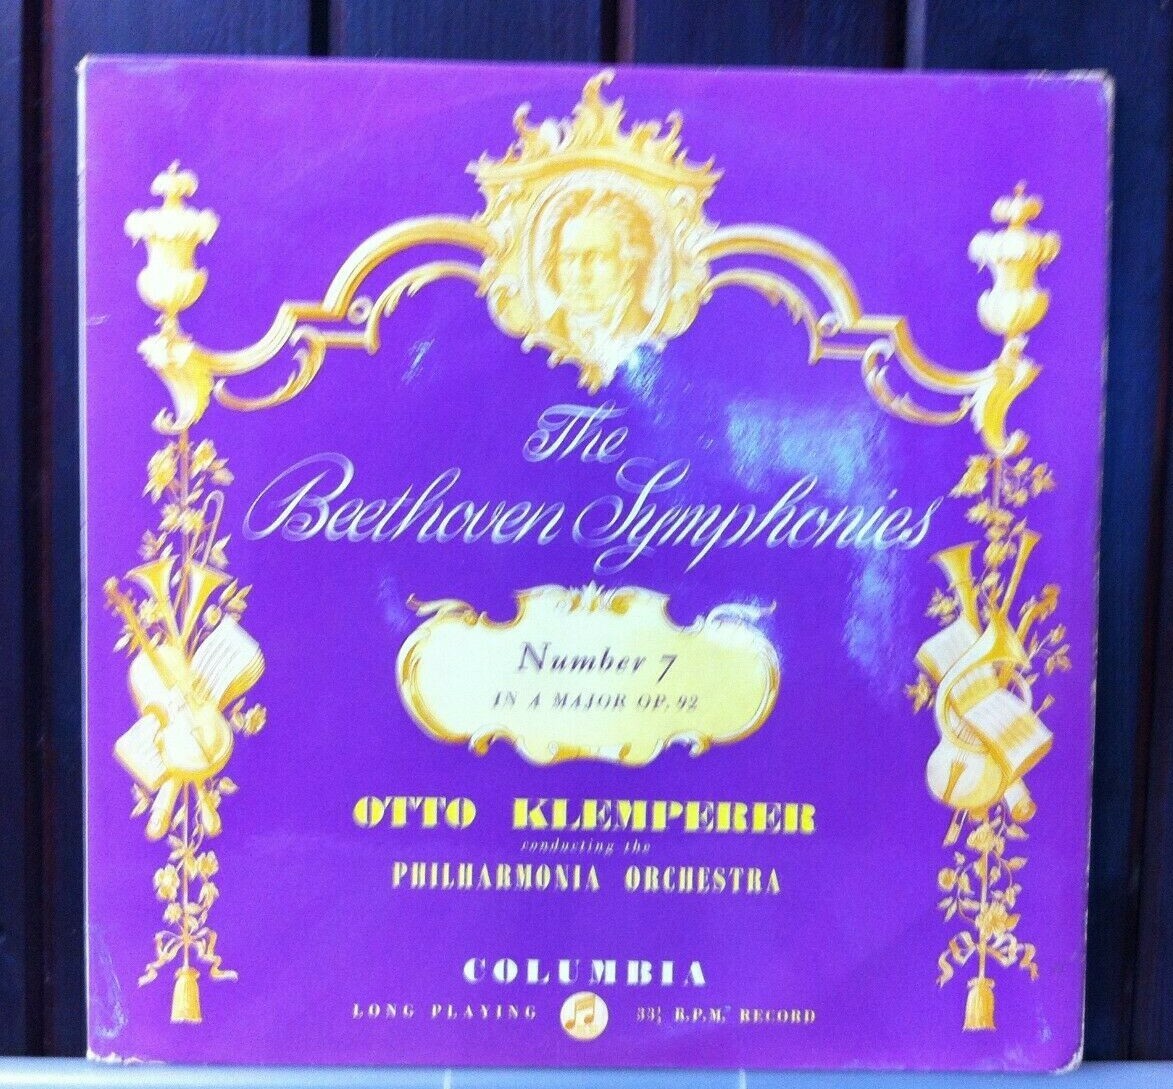 The
Beethoven Symphonies
Number 7
IN A MAJOR OP. 92
OTTO KLEMPERER
conducting the
PHILHARMONIA ORCHESTRA
COLUMBIA
LONG PLAYING 33⅓ R.P.M. RECORD